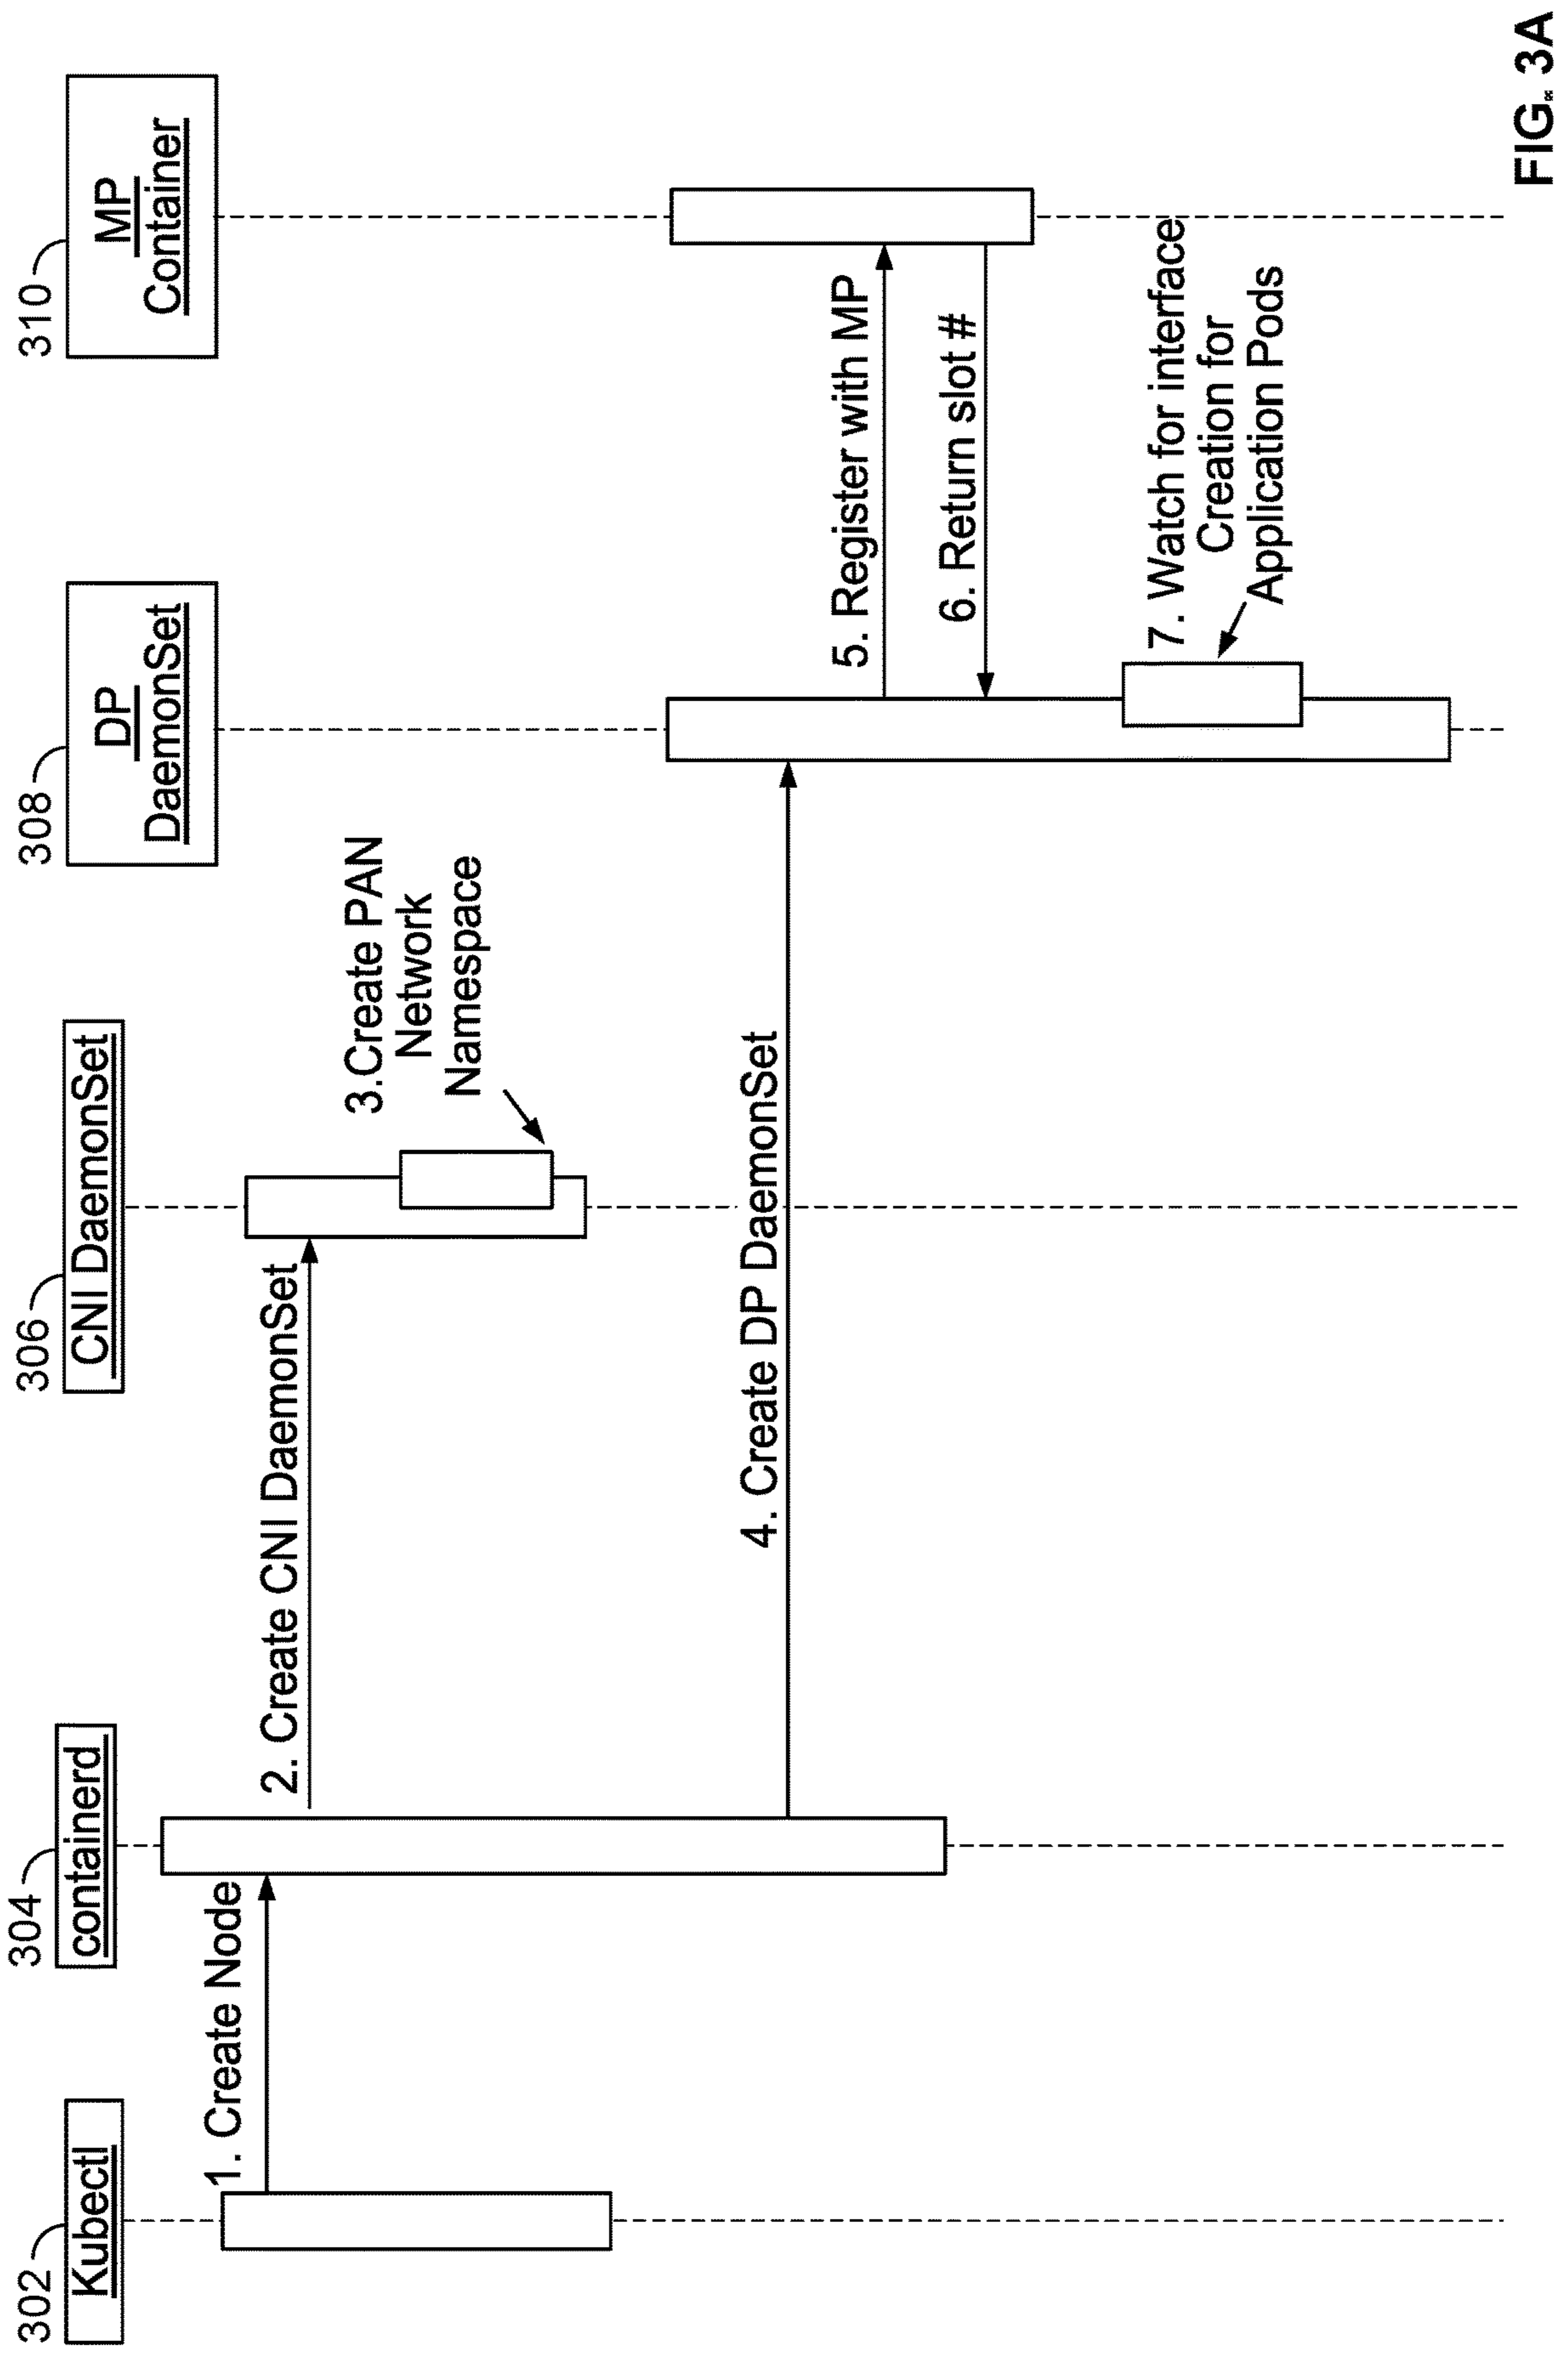 302
Kubectl
304
containerd
306
CNI DaemonSet
308
DP
DaemonSet
310
MP
Container
1. Create Node
2. Create CNI DaemonSet
3.Create PAN
Network
Namespace
4. Create DP DaemonSet
5. Register with MP
6. Return slot #
7. Watch for interface
Creation for
Application Pods
FIG. 3A